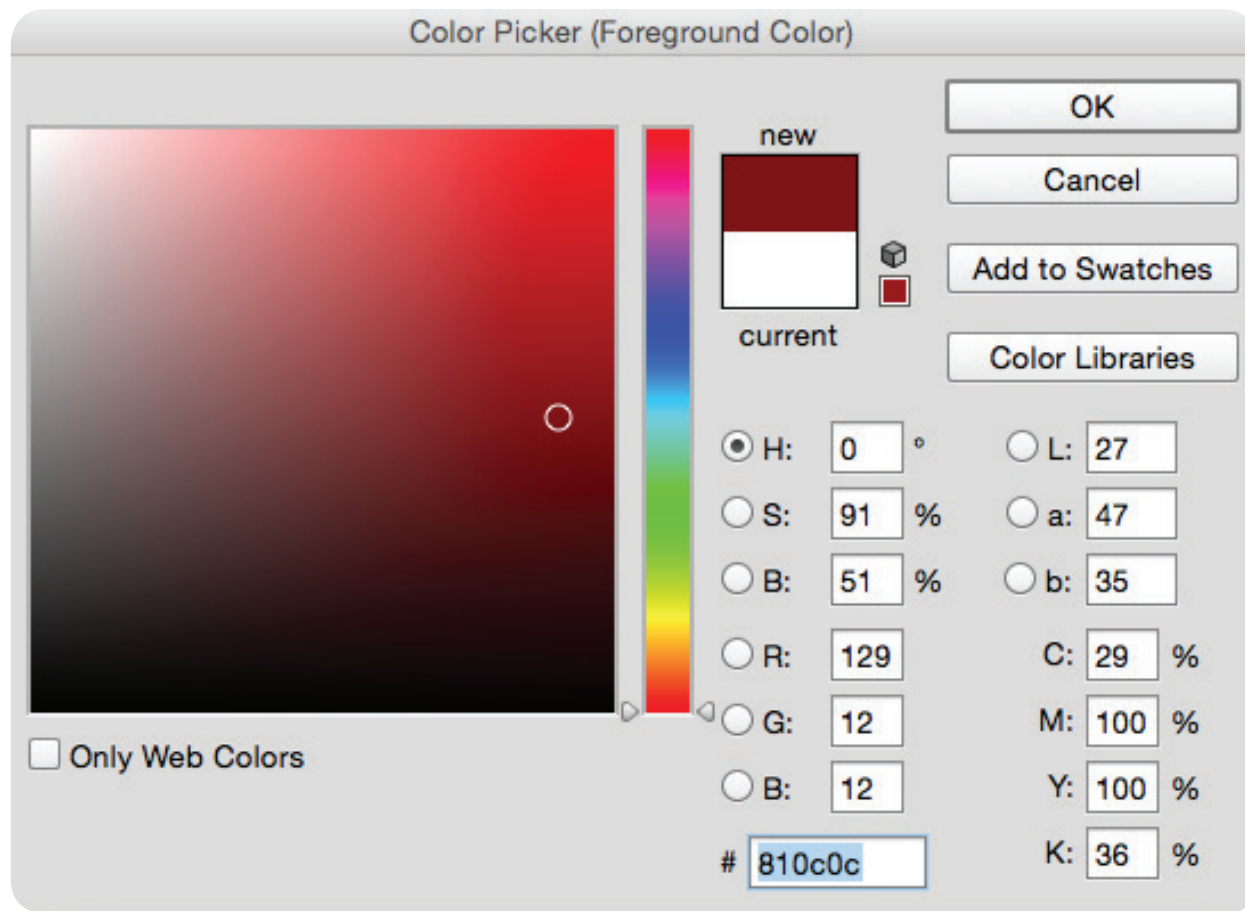 Color Picker (Foreground Color)
new
current
OK
Cancel
Add to Swatches
Color Libraries
H: 0 °
S: 91 %
B: 51 %
R: 129
G: 12
B: 12
# 810c0c
L: 27
a: 47
b: 35
C: 29 %
M: 100 %
Y: 100 %
K: 36 %
Only Web Colors